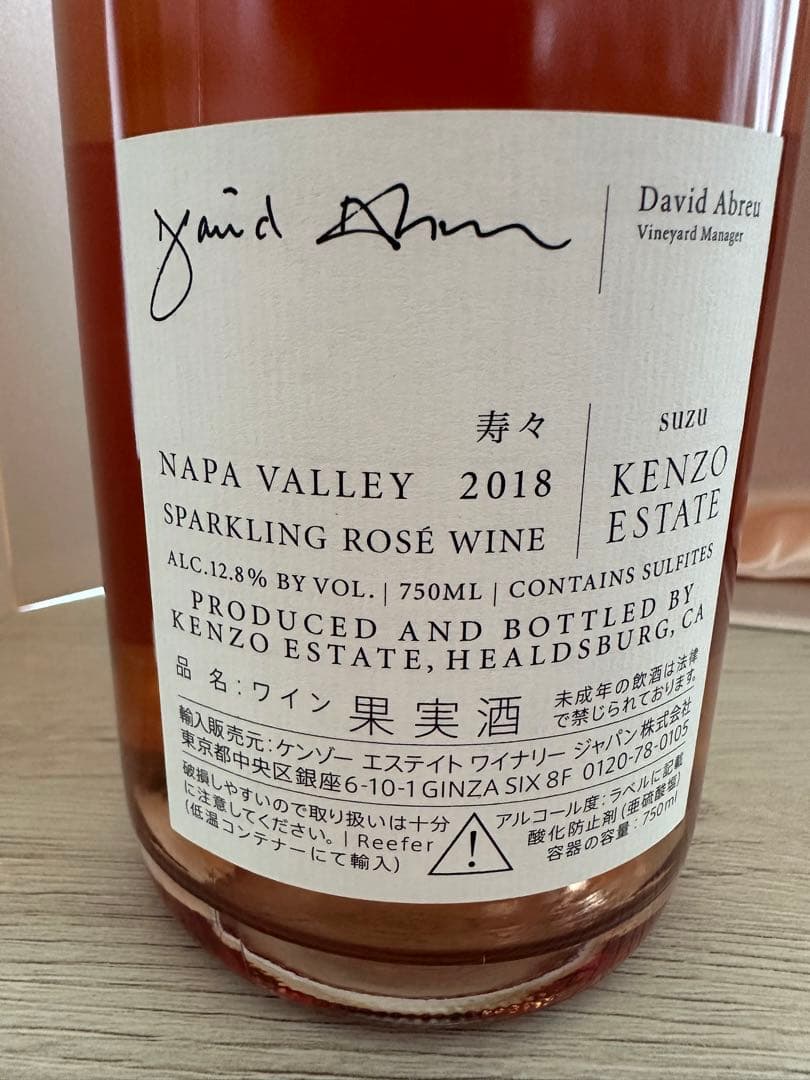 David Abreu
David Abreu
Vineyard Manager
寿々
NAPA VALLEY 2018
SPARKLING ROSÉ WINE
suzu
KENZO
ESTATE
ALC.12.8% BY VOL. | 750ML | CONTAINS SULFITES
PRODUCED AND BOTTLED BY
KENZO ESTATE, HEALDSBURG, CA
品 名:ワイン 果実酒
未成年の飲酒は法律
で禁じられております。
輸入販売元:ケンゾー エステイト ワイナリー ジャパン株式会社
東京都中央区銀座6-10-1 GINZA SIX 8F 0120-78-0105
破損しやすいので取り扱いは十分
に注意してください。| Reefer
(低温コンテナーにて輸入)
アルコール度:ラベルに記載
酸化防止剤(亜硫酸塩)
容器の容量:750ml